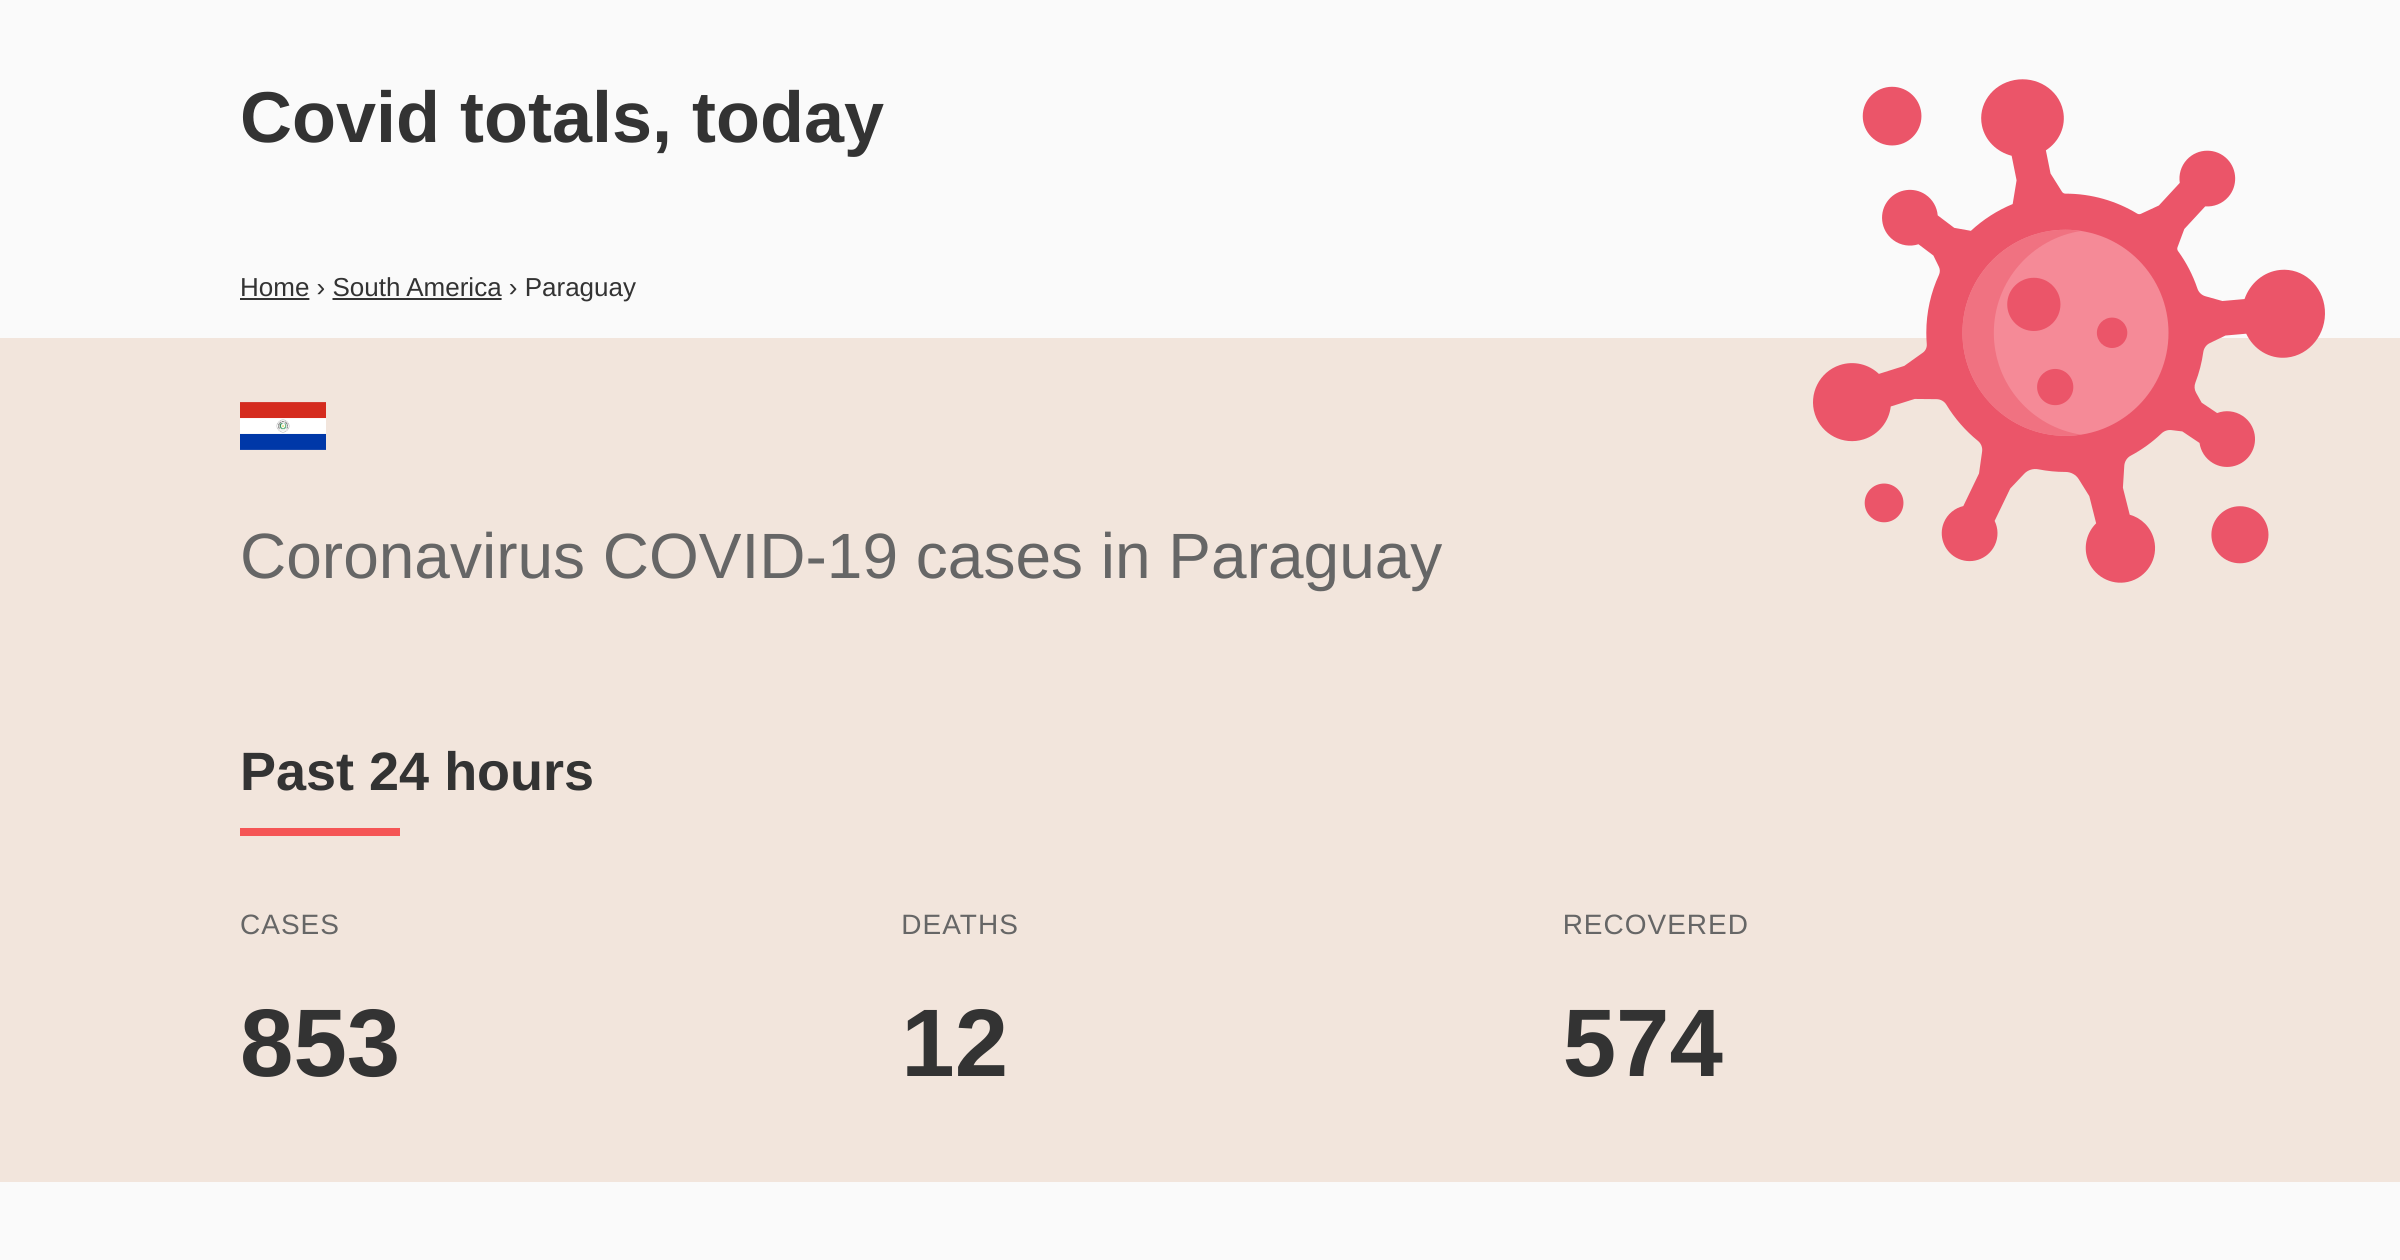 Covid totals, today
Home › South America › Paraguay
Coronavirus COVID-19 cases in Paraguay
Past 24 hours
CASES DEATHS RECOVERED
853 12 574